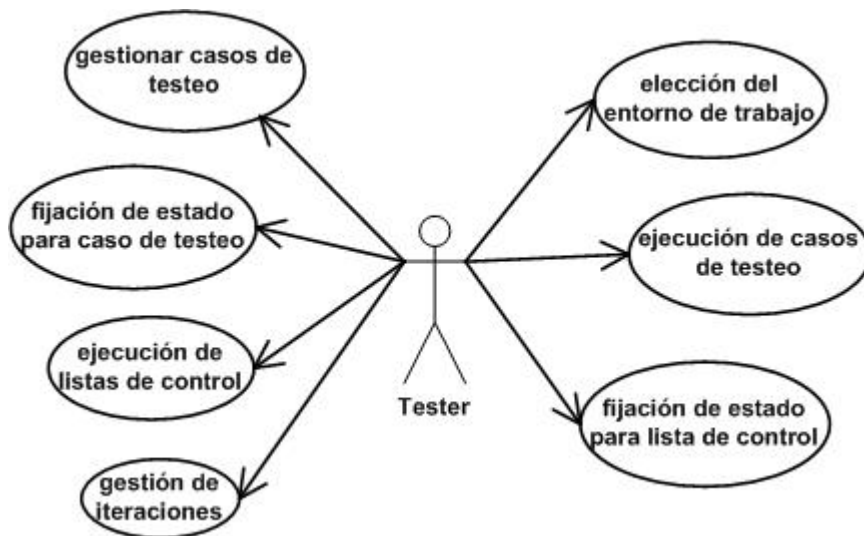 gestionar casos de
testeo
fijación de estado
para caso de testeo
ejecución de
listas de control
gestión de
iteraciones
Tester
elección del
entorno de trabajo
ejecución de casos
de testeo
fijación de estado
para lista de control